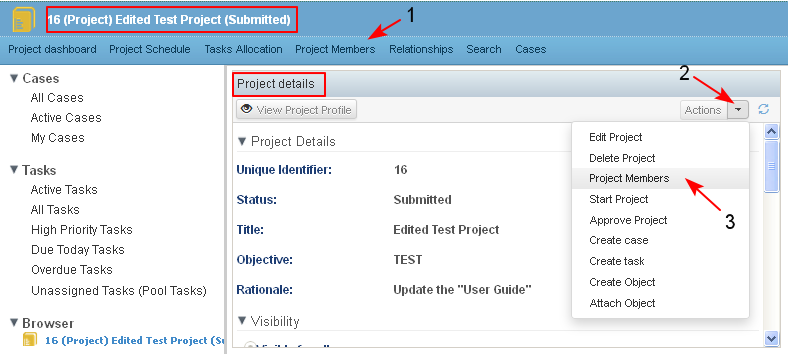 16 (Project) Edited Test Project (Submitted)
1
Project dashboard Project Schedule Tasks Allocation Project Members Relationships Search Cases
Cases
All Cases
Active Cases
My Cases
Tasks
Active Tasks
All Tasks
High Priority Tasks
Due Today Tasks
Overdue Tasks
Unassigned Tasks (Pool Tasks)
Browser
16 (Project) Edited Test Project (Su
Project details
2
View Project Profile
Actions
Project Details
Unique Identifier: 16
Status: Submitted
Title: Edited Test Project
Objective: TEST
Rationale: Update the "User Guide"
Visibility
Edit Project
Delete Project
Project Members
Start Project
3
Approve Project
Create case
Create task
Create Object
Attach Object